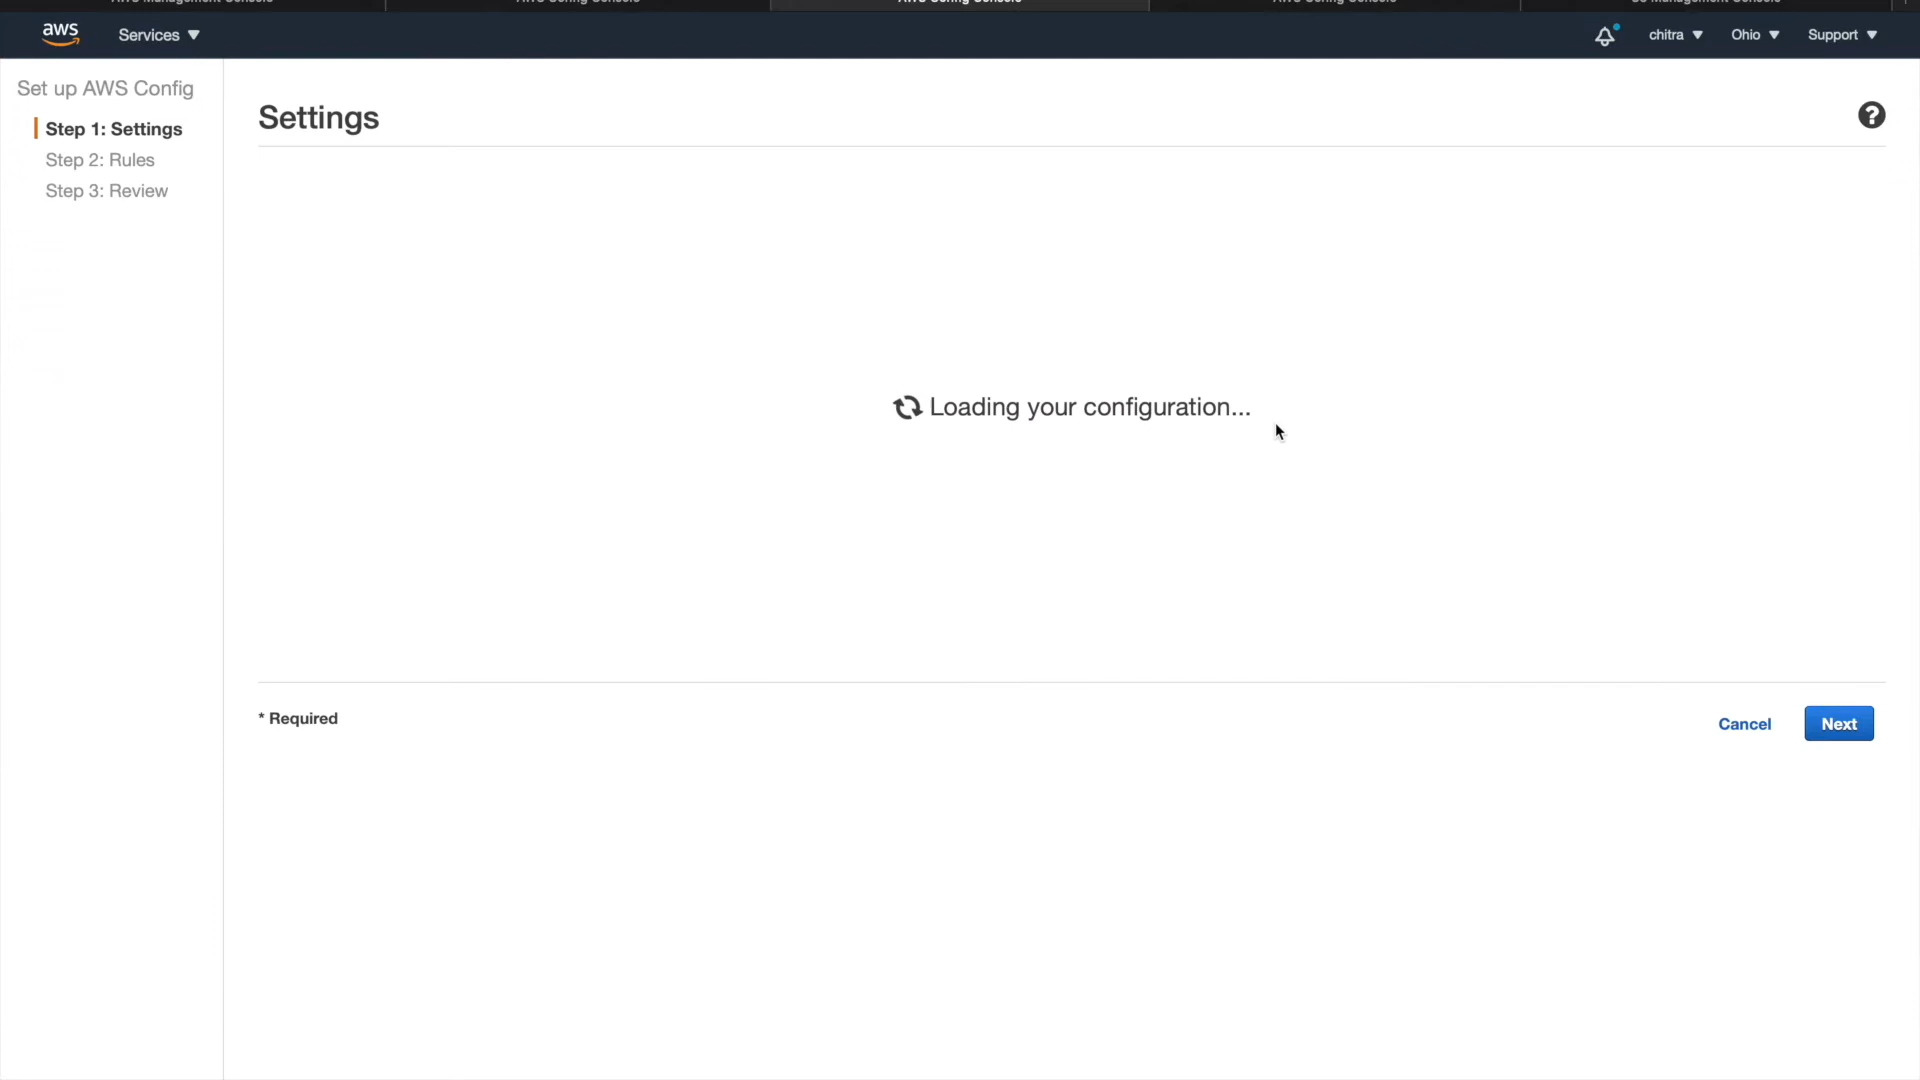 aws
Services
chitra
Ohio
Support
Set up AWS Config
Step 1: Settings
Step 2: Rules
Step 3: Review
Settings
Loading your configuration...
* Required
Cancel
Next